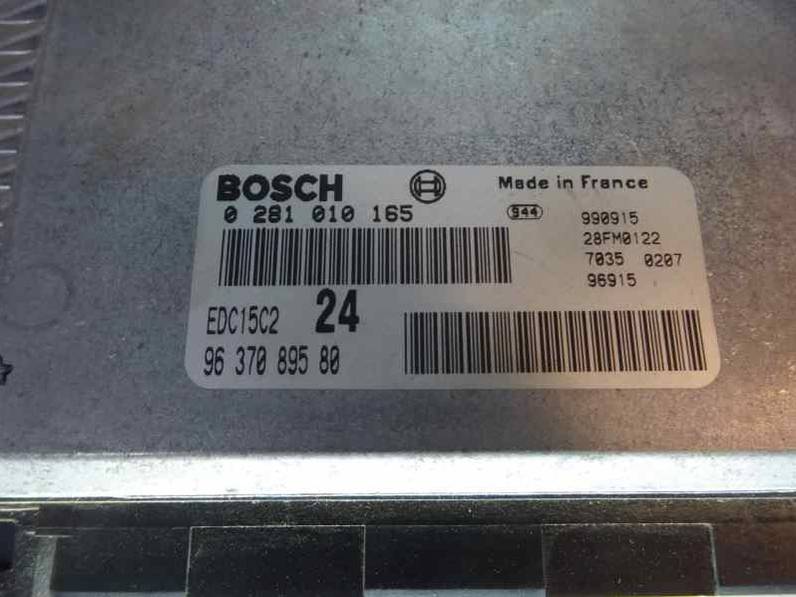 BOSCH Made in France
0 281 010 165 944 990915
28FM0122
7035 0207
96915
EDC15C2 24
96 370 895 80